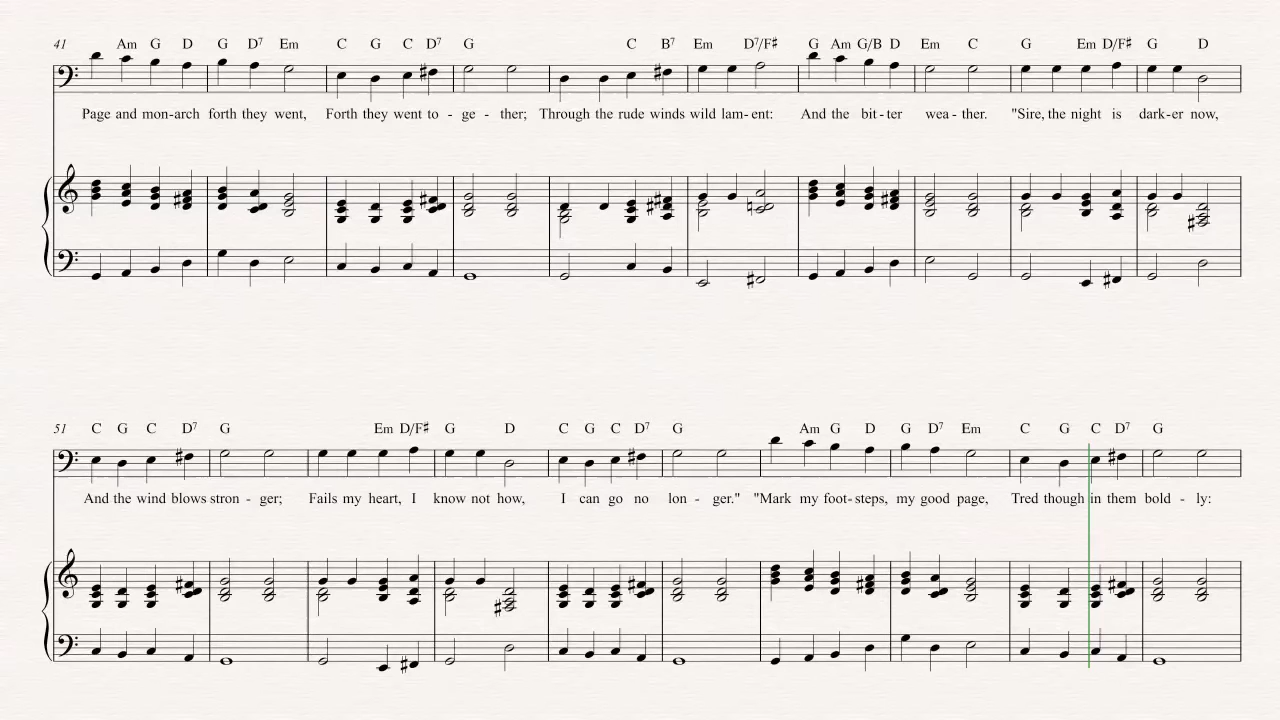 41 Am G D G D7 Em C G C D7 G C B7 Em D7/F♯ G Am G/B D Em C G Em D/F♯ G D
Page and mon-arch forth they went, Forth they went to - ge - ther; Through the rude winds wild lam-ent: And the bit-ter wea-ther. "Sire, the night is dark-er now,
51 C G C D7 G Em D/F♯ G D C G C D7 G Am G D G D7 Em C G C D7 G
And the wind blows stron - ger; Fails my heart, I know not how, I can go no lon - ger." "Mark my foot-steps, my good page, Tred though in them bold - ly: